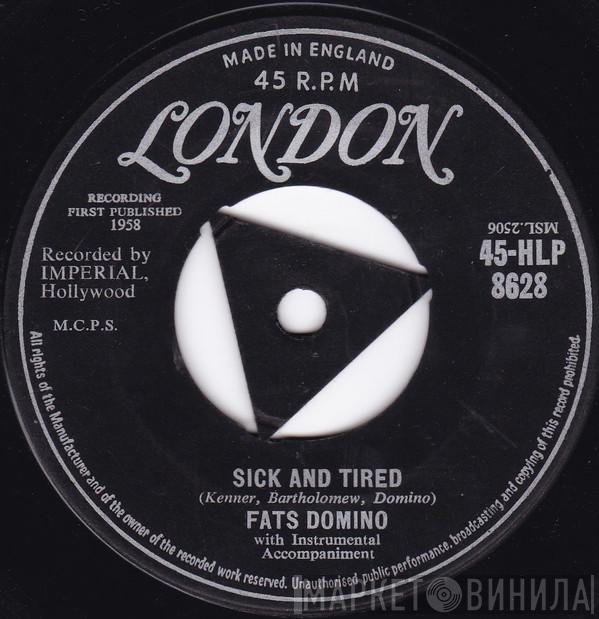 MADE IN ENGLAND
45 R.P.M
LONDON
RECORDING
FIRST PUBLISHED
1958
Recorded by
IMPERIAL,
Hollywood
M.C.P.S.
MSL.2506
45-HLP
8628
SICK AND TIRED
(Kenner, Bartholomew, Domino)
FATS DOMINO
with Instrumental
Accompaniment
All rights of the Manufacturer and of the owner of the recorded work reserved. Unauthorised public performance, broadcasting and copying of this record prohibited.
МАРКЕТ ВИНИЛА